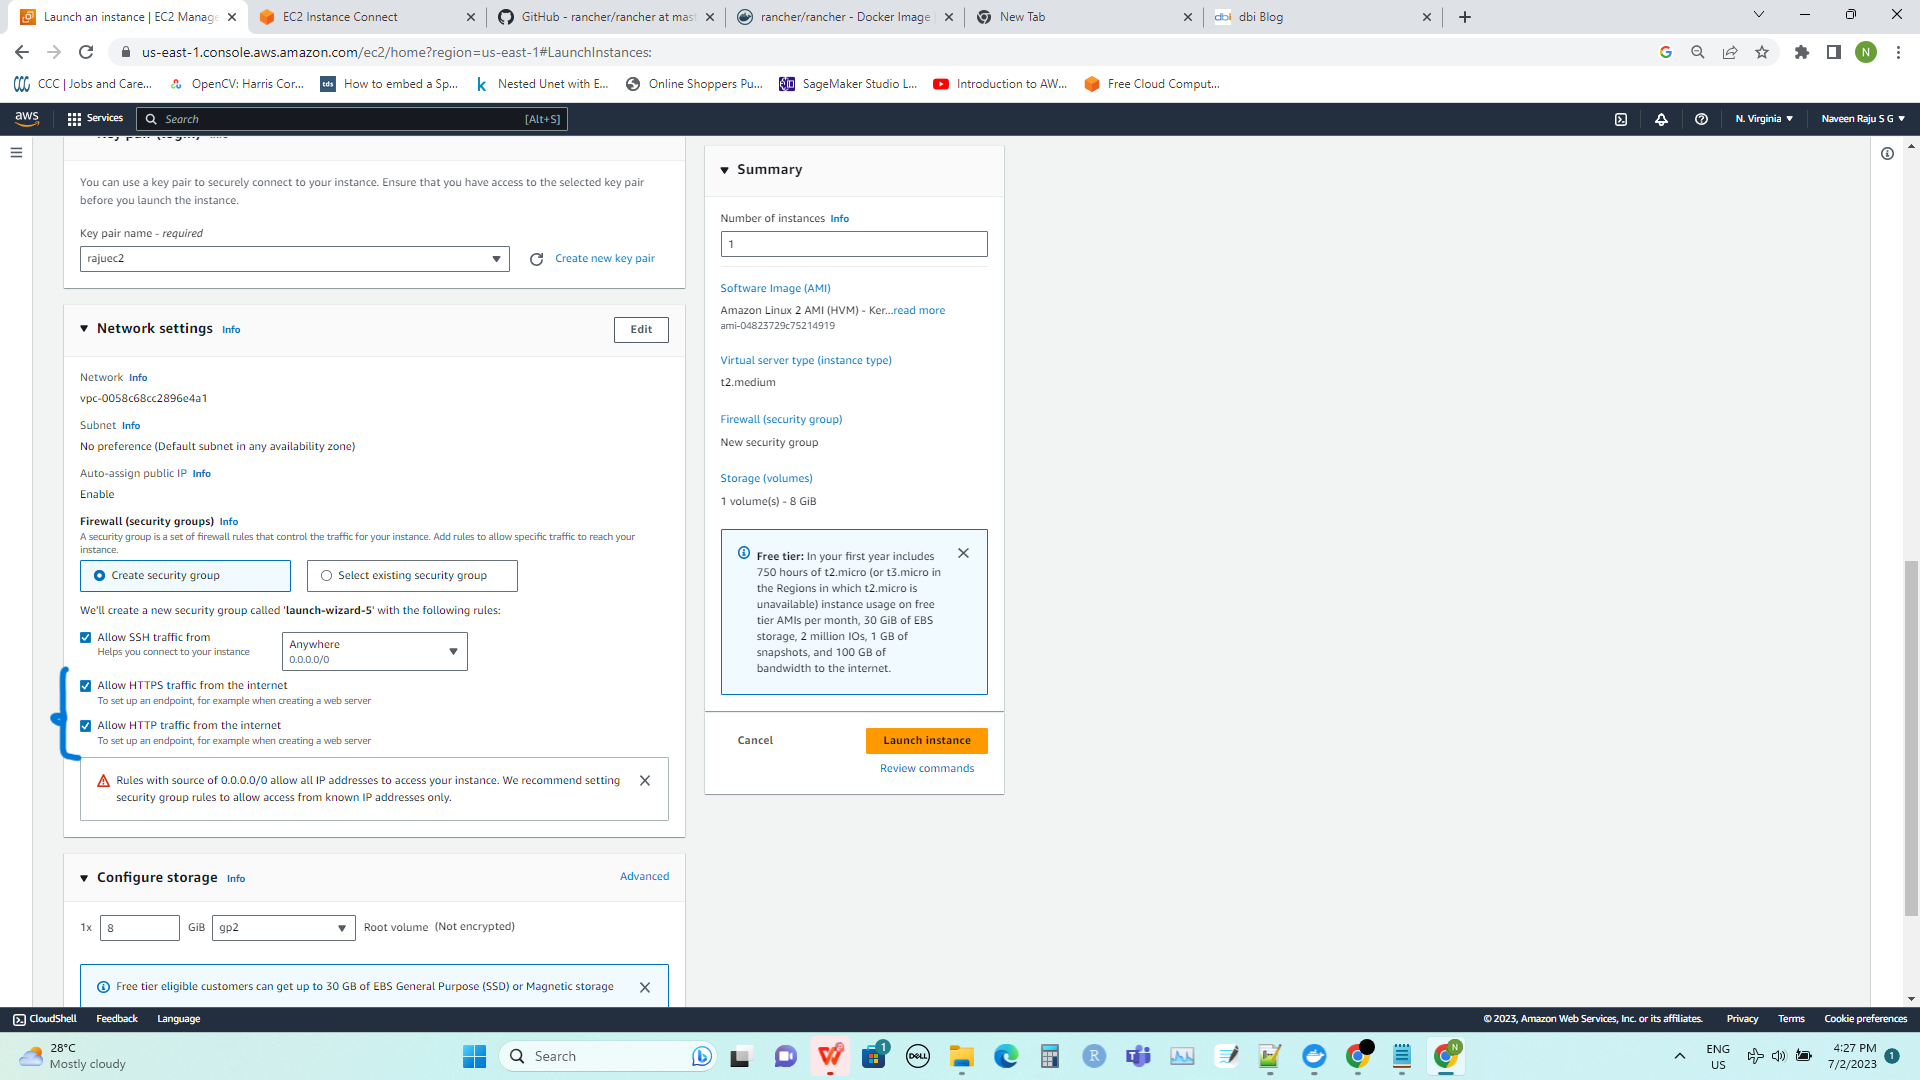 Launch an instance | EC2 Manage
EC2 Instance Connect
GitHub - rancher/rancher at mast
rancher/rancher - Docker Image
New Tab
dbi
dbi Blog
us-east-1.console.aws.amazon.com/ec2/home?region=us-east-1#LaunchInstances:
N
CCC | Jobs and Care...
OpenCV: Harris Cor...
tds
How to embed a Sp...
k
Nested Unet with E...
Online Shoppers Pu...
SageMaker Studio L...
Introduction to AW...
Free Cloud Comput...
aws
Services
Search
[Alt+S]
N. Virginia
Naveen Raju S G
Key pair (login) Info
You can use a key pair to securely connect to your instance. Ensure that you have access to the selected key pair
before you launch the instance.
Key pair name - required
rajuec2
Create new key pair
Network settings Info
Edit
Network Info
vpc-0058c68cc2896e4a1
Subnet Info
No preference (Default subnet in any availability zone)
Auto-assign public IP Info
Enable
Firewall (security groups) Info
A security group is a set of firewall rules that control the traffic for your instance. Add rules to allow specific traffic to reach your
instance.
Create security group
Select existing security group
We'll create a new security group called 'launch-wizard-5' with the following rules:
Allow SSH traffic from
Helps you connect to your instance
Anywhere
0.0.0.0/0
Allow HTTPS traffic from the internet
To set up an endpoint, for example when creating a web server
Allow HTTP traffic from the internet
To set up an endpoint, for example when creating a web server
Rules with source of 0.0.0.0/0 allow all IP addresses to access your instance. We recommend setting
security group rules to allow access from known IP addresses only.
Configure storage Info
Advanced
1x
8
GiB
gp2
Root volume (Not encrypted)
Free tier eligible customers can get up to 30 GB of EBS General Purpose (SSD) or Magnetic storage
Summary
Number of instances Info
1
Software Image (AMI)
Amazon Linux 2 AMI (HVM) - Ker...read more
ami-04823729c75214919
Virtual server type (instance type)
t2.medium
Firewall (security group)
New security group
Storage (volumes)
1 volume(s) - 8 GiB
Free tier: In your first year includes
750 hours of t2.micro (or t3.micro in
the Regions in which t2.micro is
unavailable) instance usage on free
tier AMIs per month, 30 GiB of EBS
storage, 2 million IOs, 1 GB of
snapshots, and 100 GB of
bandwidth to the internet.
Cancel
Launch instance
Review commands
CloudShell
Feedback
Language
© 2023, Amazon Web Services, Inc. or its affiliates.
Privacy
Terms
Cookie preferences
28°C
Mostly cloudy
Search
1
DELL
R
N
ENG
US
4:27 PM
7/2/2023
1